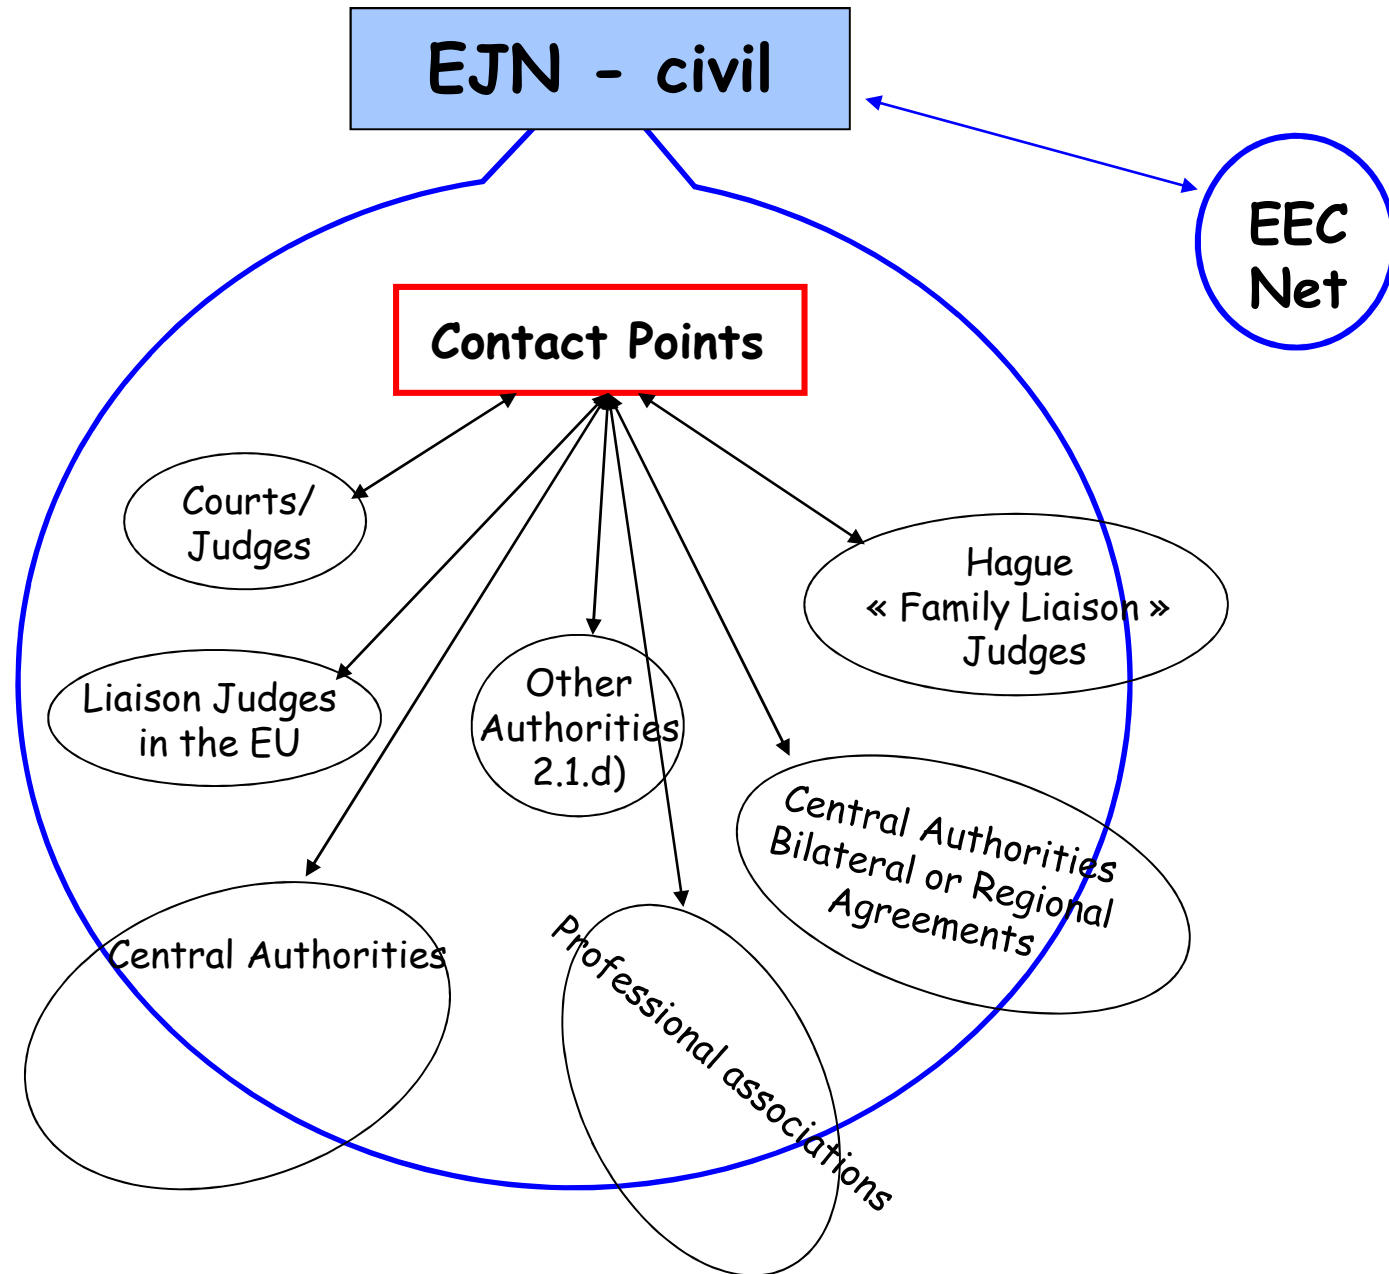 EJN - civil
EEC
Net
Contact Points
Courts/
Judges
Hague
« Family Liaison »
Judges
Liaison Judges
in the EU
Other
Authorities
2.1.d)
Central Authorities
Bilateral or Regional
Agreements
Central Authorities
Professional associations